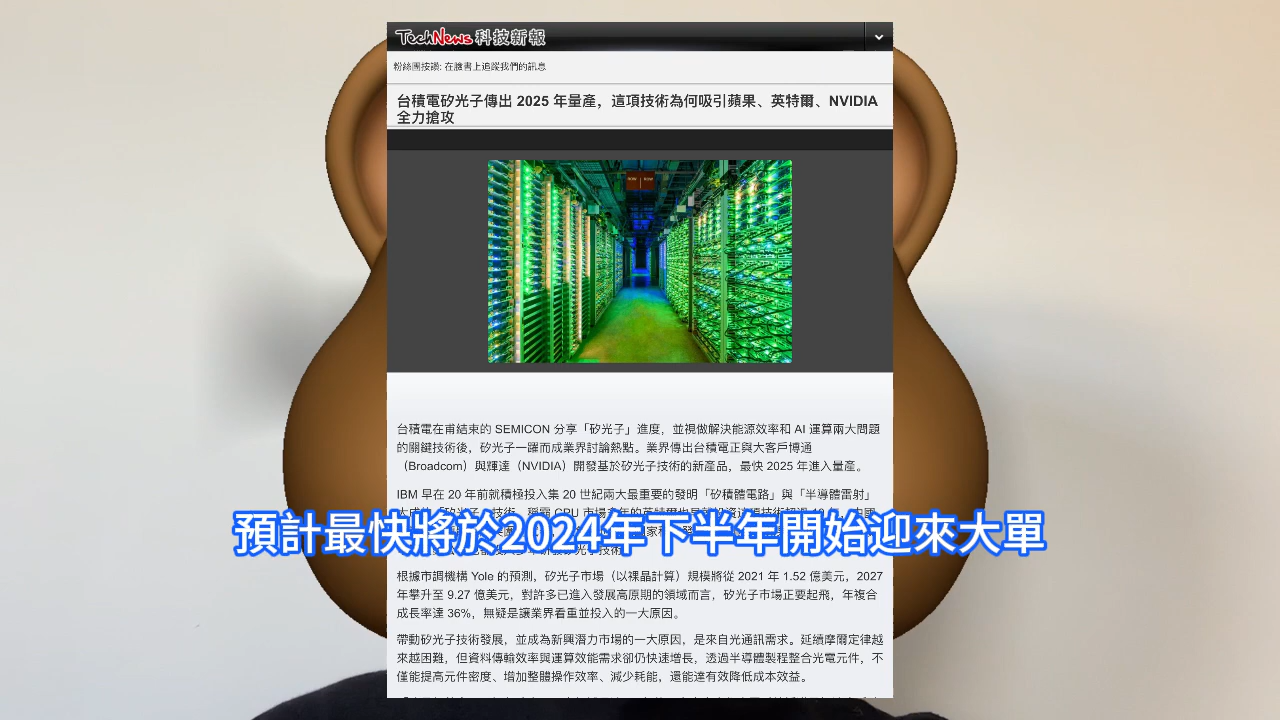 TechNews 科技新報
粉絲團按讚: 在臉書上追蹤我們的訊息
台積電矽光子傳出 2025 年量產，這項技術為何吸引蘋果、英特爾、NVIDIA
全力搶攻
台積電在甫結束的 SEMICON 分享「矽光子」進度，並視做解決能源效率和 AI 運算兩大問題
的關鍵技術後，矽光子一躍而成業界討論熱點。業界傳出台積電正與大客戶博通
（Broadcom）與輝達（NVIDIA）開發基於矽光子技術的新產品，最快 2025 年進入量產。
IBM 早在 20 年前就積極投入集 20 世紀兩大最重要的發明「矽積體電路」與「半導體雷射」
預計最快將於2024年下半年開始迎來大單
根據市調機構 Yole 的預測，矽光子市場（以裸晶計算）規模將從 2021 年 1.52 億美元，2027
年攀升至 9.27 億美元，對許多已進入發展高原期的領域而言，矽光子市場正要起飛，年複合
成長率達 36%，無疑是讓業界看重並投入的一大原因。
帶動矽光子技術發展，並成為新興潛力市場的一大原因，是來自光通訊需求。延續摩爾定律越
來越困難，但資料傳輸效率與運算效能需求卻仍快速增長，透過半導體製程整合光電元件，不
僅能提高元件密度、增加整體操作效率、減少耗能，還能達有效降低成本效益。